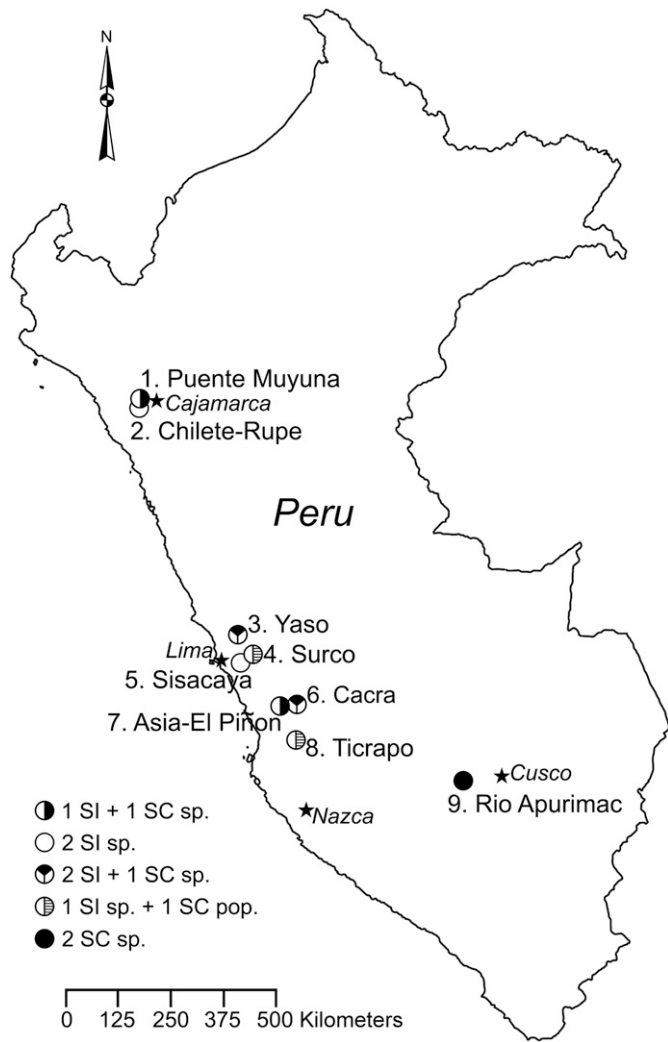 N
1. Puente Muyuna
Cajamarca
2. Chilete-Rupe
Peru
3. Yaso
Lima
4. Surco
5. Sisacaya
6. Cacra
7. Asia-El Piñon
8. Ticrapo
Cusco
9. Rio Apurimac
Nazca
1 SI + 1 SC sp.
2 SI sp.
2 SI + 1 SC sp.
1 SI sp. + 1 SC pop.
2 SC sp.
0 125 250 375 500 Kilometers